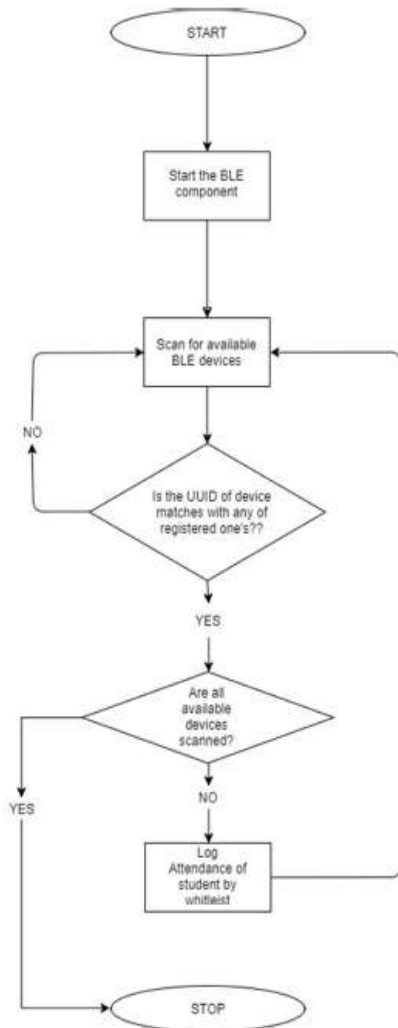 START
Start the BLE
component
Scan for available
BLE devices
NO
Is the UUID of device
matches with any of
registered one's??
YES
Are all
available
devices
scanned?
YES
NO
Log
Attendance of
student by
whitleist
STOP